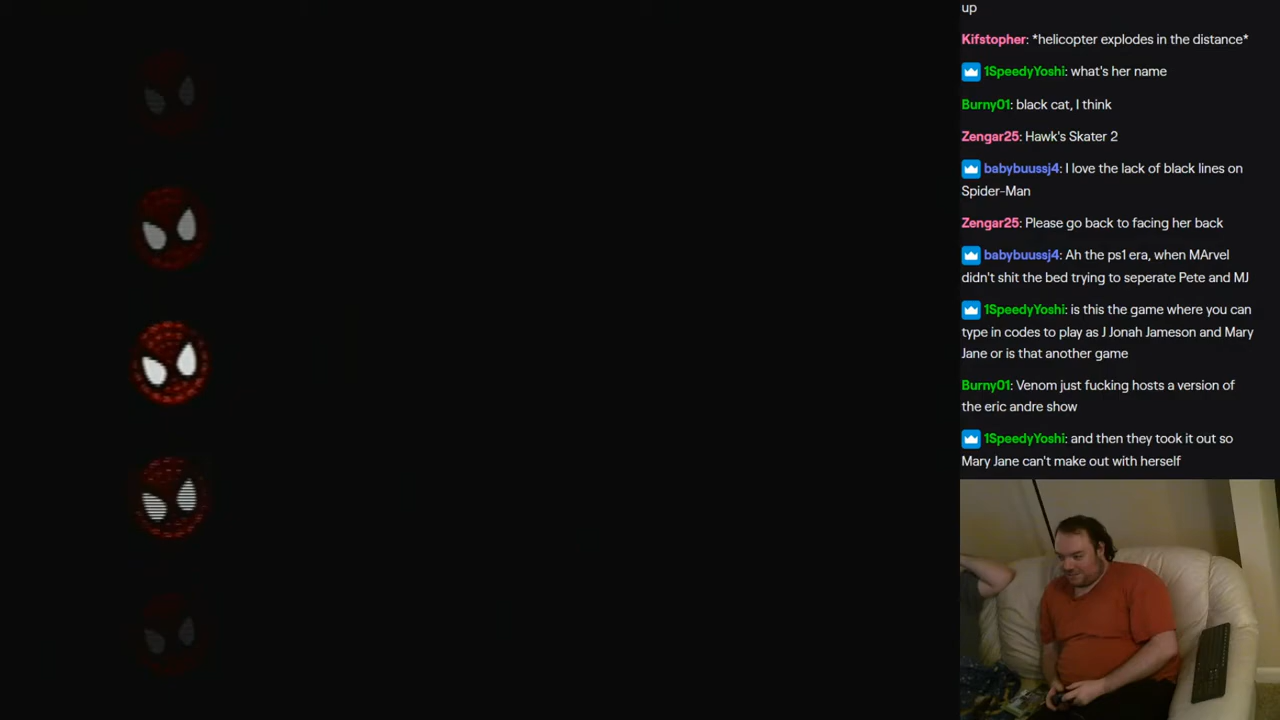 up
Kifstopher: *helicopter explodes in the distance*
1SpeedyYoshi: what's her name
Burny01: black cat, I think
Zengar25: Hawk's Skater 2
babybuussj4: I love the lack of black lines on
Spider-Man
Zengar25: Please go back to facing her back
babybuussj4: Ah the ps1 era, when MArvel
didn't shit the bed trying to seperate Pete and MJ
1SpeedyYoshi: is this the game where you can
type in codes to play as J Jonah Jameson and Mary
Jane or is that another game
Burny01: Venom just fucking hosts a version of
the eric andre show
1SpeedyYoshi: and then they took it out so
Mary Jane can't make out with herself